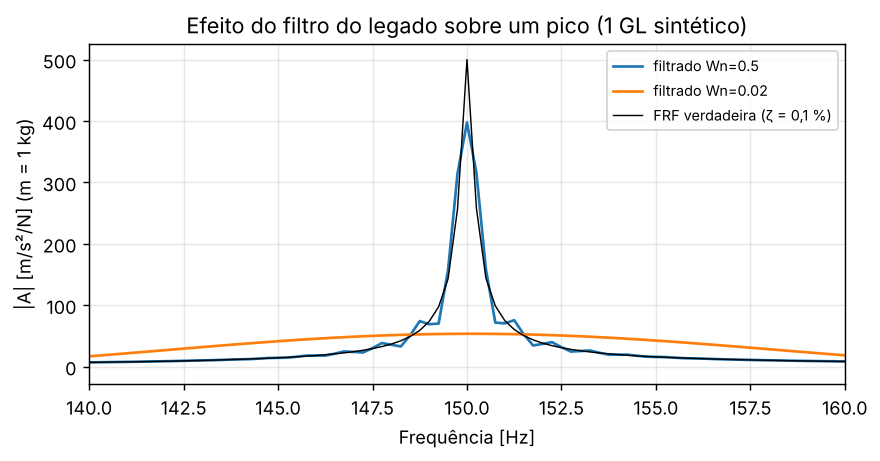 Efeito do filtro do legado sobre um pico (1 GL sintético)
|A| [m/s²/N] (m = 1 kg)
500
400
300
200
100
0
filtrado Wn=0.5
filtrado Wn=0.02
FRF verdadeira (ζ = 0,1 %)
140.0 142.5 145.0 147.5 150.0 152.5 155.0 157.5 160.0
Frequência [Hz]